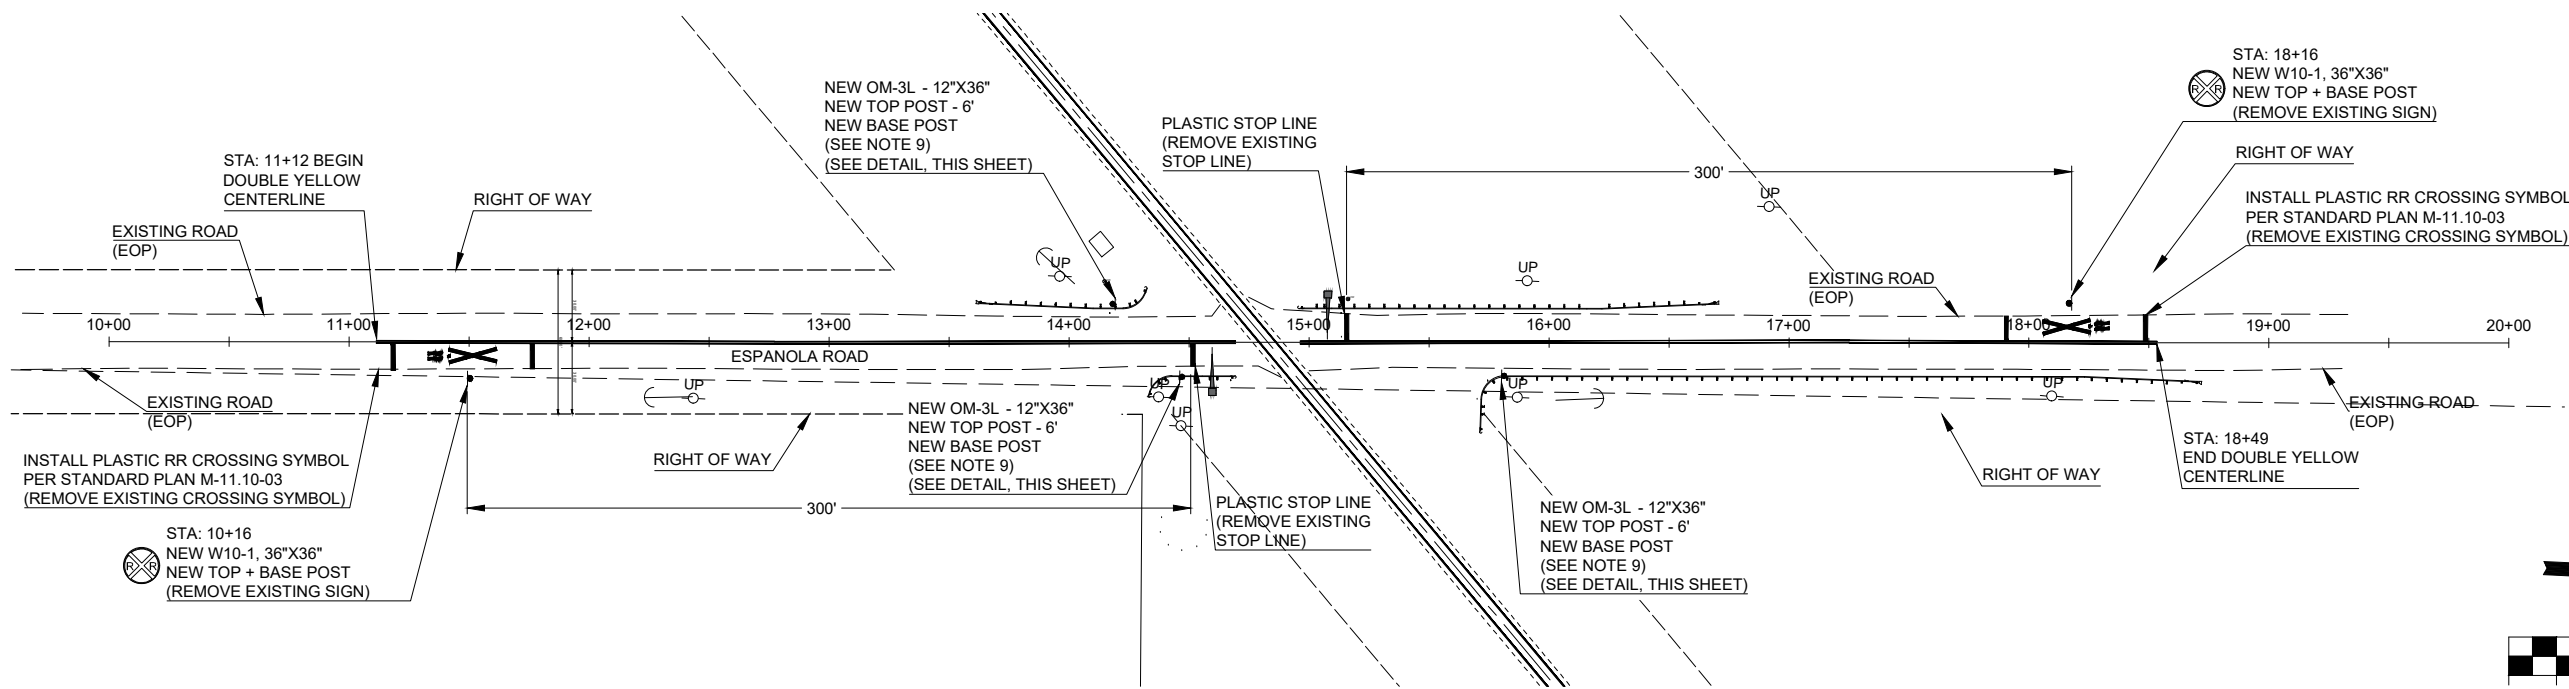 STA: 18+16
NEW W10-1, 36"X36"
NEW TOP + BASE POST
(REMOVE EXISTING SIGN)
R R
NEW OM-3L - 12"X36"
NEW TOP POST - 6'
NEW BASE POST
(SEE NOTE 9)
(SEE DETAIL, THIS SHEET)
PLASTIC STOP LINE
(REMOVE EXISTING
STOP LINE)
STA: 11+12 BEGIN
DOUBLE YELLOW
CENTERLINE
RIGHT OF WAY
EXISTING ROAD
(EOP)
300'
UP
RIGHT OF WAY
INSTALL PLASTIC RR CROSSING SYMBOL
PER STANDARD PLAN M-11.10-03
(REMOVE EXISTING CROSSING SYMBOL)
UP
UP
EXISTING ROAD
(EOP)
10+00
11+00
12+00
13+00
14+00
15+00
16+00
17+00
18+00
19+00
20+00
ESPANOLA ROAD
UP
UP
UP
UP
UP
EXISTING ROAD
(EOP)
NEW OM-3L - 12"X36"
NEW TOP POST - 6'
NEW BASE POST
(SEE NOTE 9)
(SEE DETAIL, THIS SHEET)
EXISTING ROAD
(EOP)
RIGHT OF WAY
INSTALL PLASTIC RR CROSSING SYMBOL
PER STANDARD PLAN M-11.10-03
(REMOVE EXISTING CROSSING SYMBOL)
STA: 18+49
END DOUBLE YELLOW
CENTERLINE
RIGHT OF WAY
300'
PLASTIC STOP LINE
(REMOVE EXISTING
STOP LINE)
NEW OM-3L - 12"X36"
NEW TOP POST - 6'
NEW BASE POST
(SEE NOTE 9)
(SEE DETAIL, THIS SHEET)
STA: 10+16
NEW W10-1, 36"X36"
NEW TOP + BASE POST
(REMOVE EXISTING SIGN)
R R